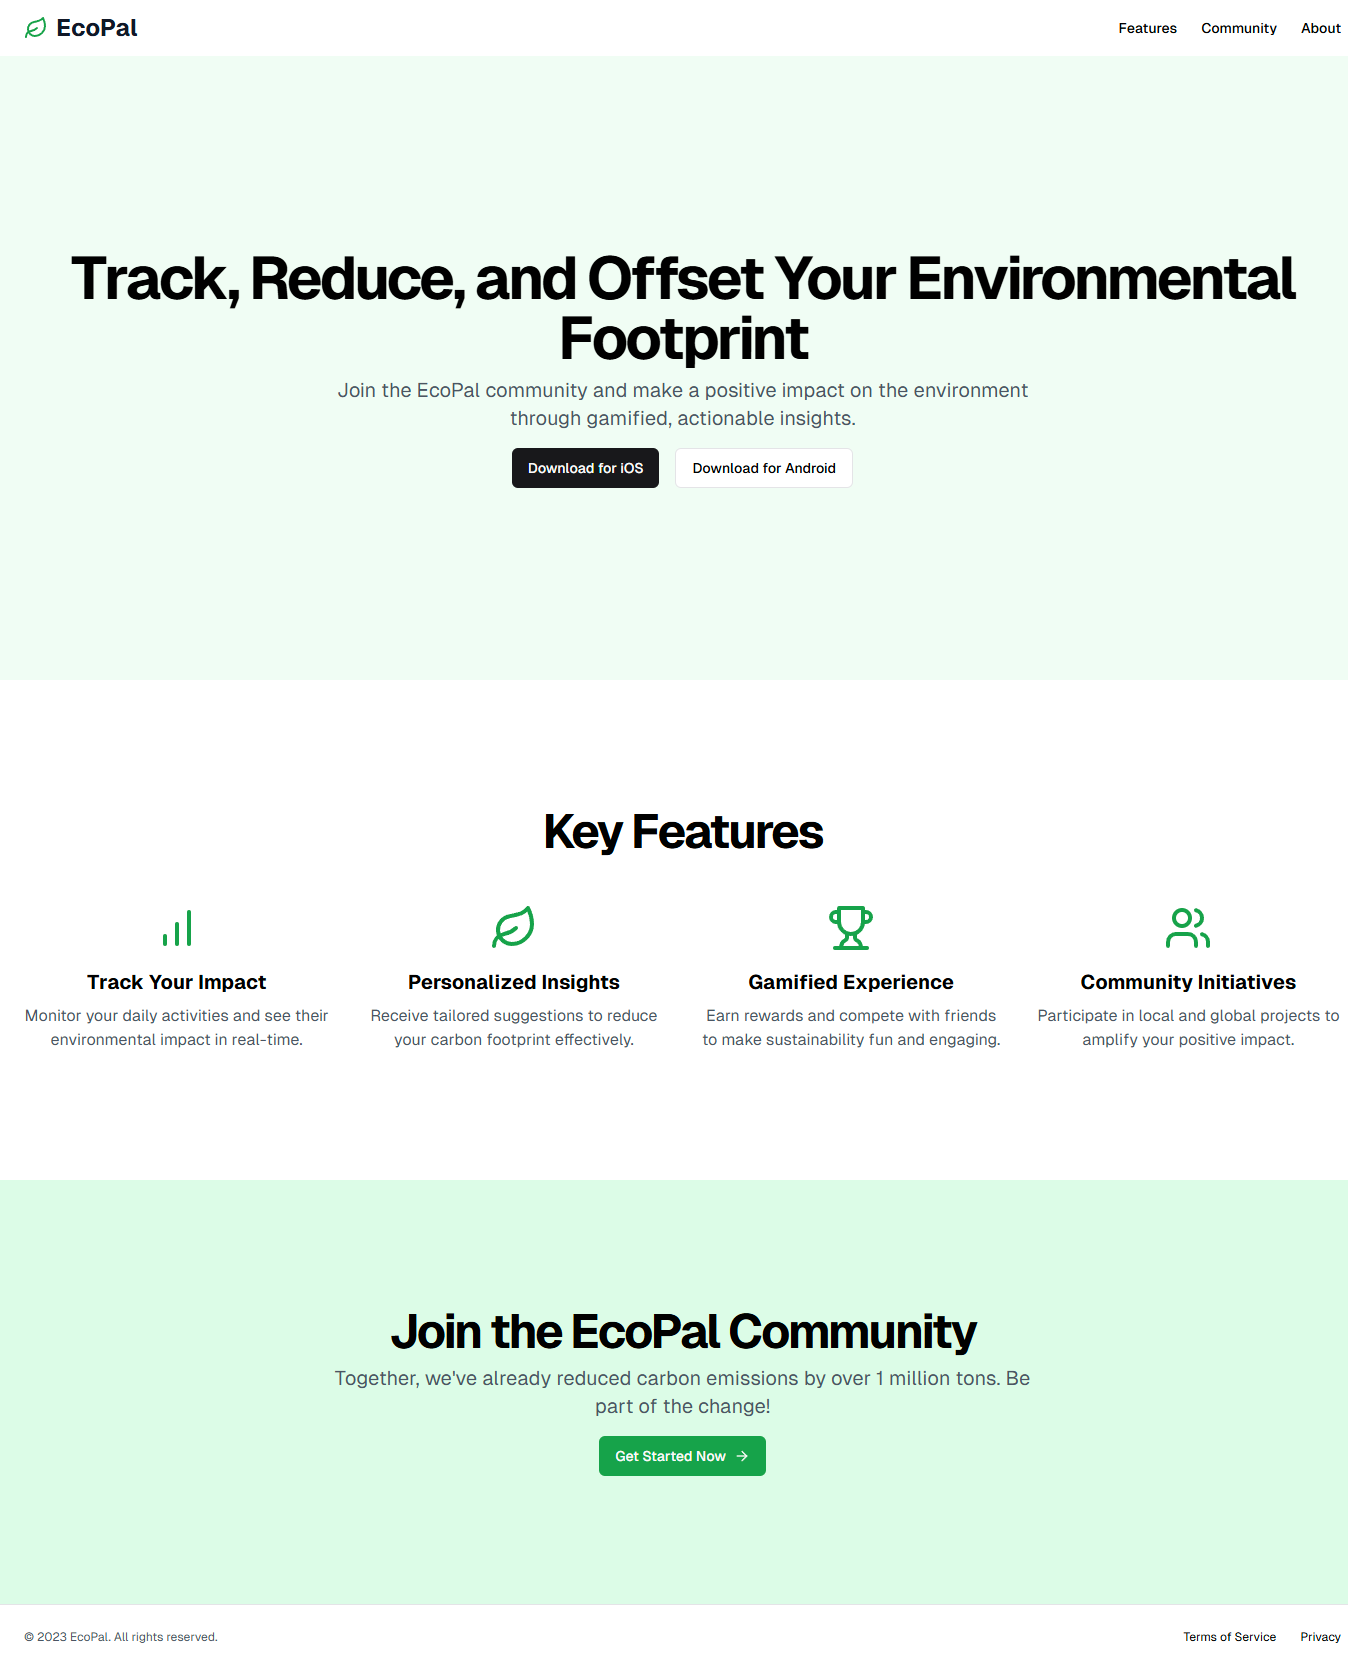 EcoPal
Features Community About
Track, Reduce, and Offset Your Environmental
Footprint
Join the EcoPal community and make a positive impact on the environment
through gamified, actionable insights.
Download for iOS Download for Android
Key Features
Track Your Impact
Monitor your daily activities and see their
environmental impact in real-time.
Personalized Insights
Receive tailored suggestions to reduce
your carbon footprint effectively.
Gamified Experience
Earn rewards and compete with friends
to make sustainability fun and engaging.
Community Initiatives
Participate in local and global projects to
amplify your positive impact.
Join the EcoPal Community
Together, we've already reduced carbon emissions by over 1 million tons. Be
part of the change!
Get Started Now
© 2023 EcoPal. All rights reserved.
Terms of Service Privacy